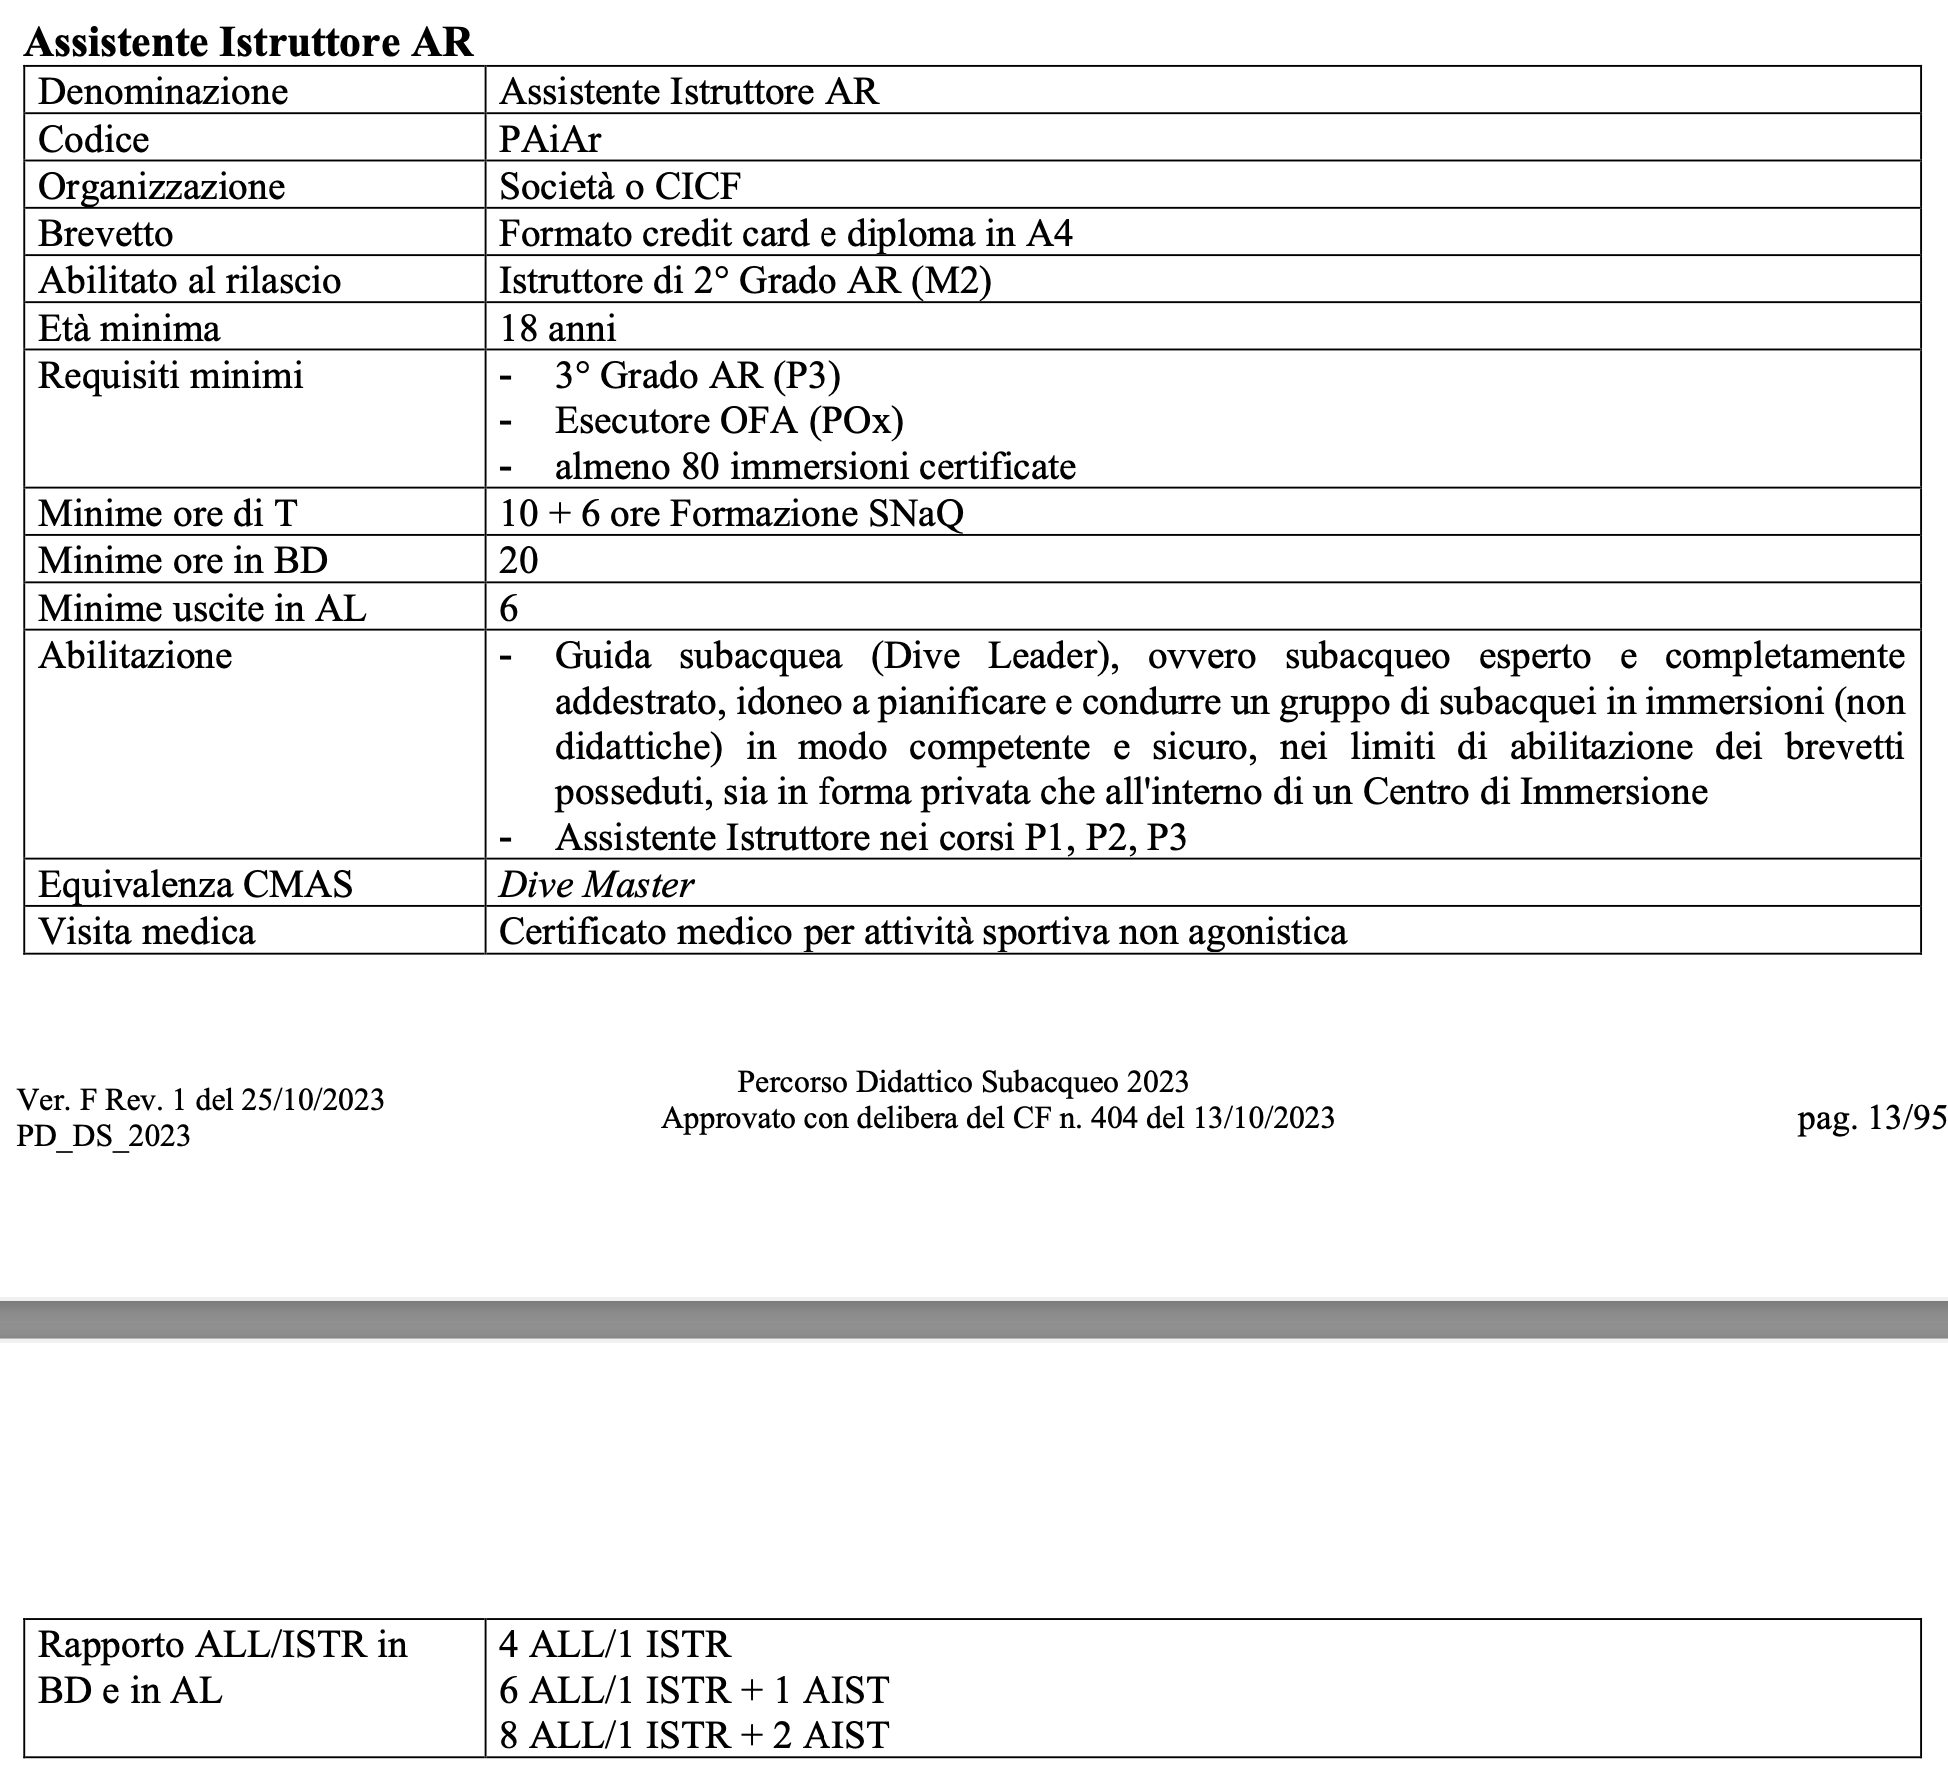 Assistente Istruttore AR
Denominazione Assistente Istruttore AR
Codice PAiAr
Organizzazione Società o CICF
Brevetto Formato credit card e diploma in A4
Abilitato al rilascio Istruttore di 2° Grado AR (M2)
Età minima 18 anni
Requisiti minimi - 3° Grado AR (P3)
- Esecutore OFA (POx)
- almeno 80 immersioni certificate
Minime ore di T 10 + 6 ore Formazione SNaQ
Minime ore in BD 20
Minime uscite in AL 6
Abilitazione - Guida subacquea (Dive Leader), ovvero subacqueo esperto e completamente
addestrato, idoneo a pianificare e condurre un gruppo di subacquei in immersioni (non
didattiche) in modo competente e sicuro, nei limiti di abilitazione dei brevetti
posseduti, sia in forma privata che all'interno di un Centro di Immersione
- Assistente Istruttore nei corsi P1, P2, P3
Equivalenza CMAS Dive Master
Visita medica Certificato medico per attività sportiva non agonistica
Percorso Didattico Subacqueo 2023
Ver. F Rev. 1 del 25/10/2023
Approvato con delibera del CF n. 404 del 13/10/2023
pag. 13/95
PD_DS_2023
Rapporto ALL/ISTR in 4 ALL/1 ISTR
BD e in AL 6 ALL/1 ISTR + 1 AIST
8 ALL/1 ISTR + 2 AIST